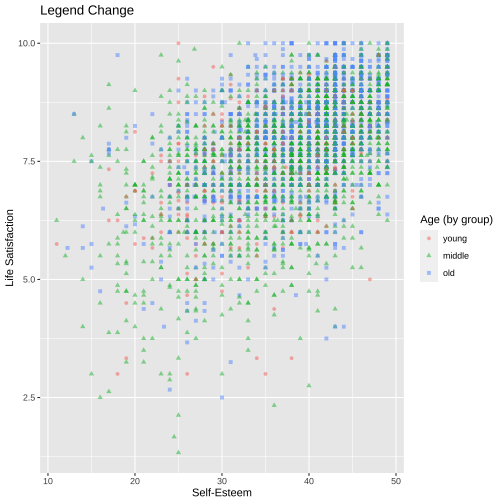 Legend Change
Life Satisfaction
10.0
7.5
5.0
2.5
10
20
30
40
50
Self-Esteem
Age (by group)
young
middle
old